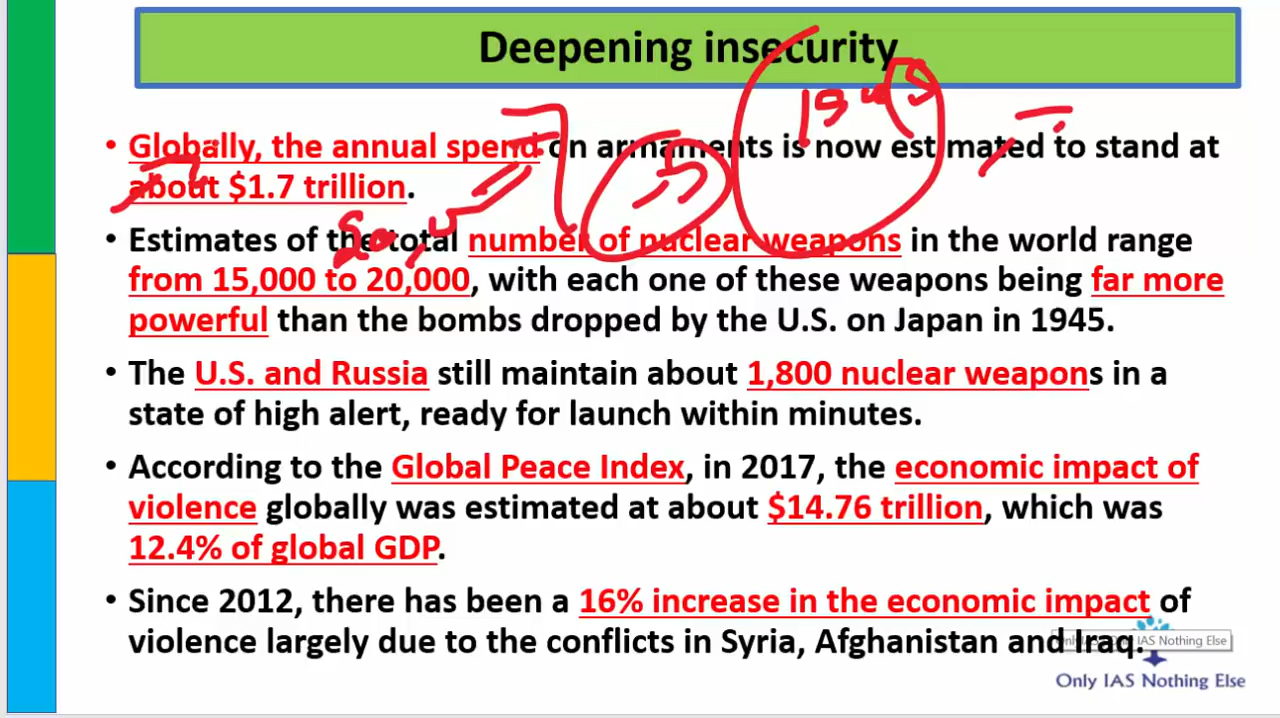 Deepening insecurity
• Globally, the annual spend on armaments is now estimated to stand at
about $1.7 trillion.
• Estimates of the total number of nuclear weapons in the world range
from 15,000 to 20,000, with each one of these weapons being far more
powerful than the bombs dropped by the U.S. on Japan in 1945.
• The U.S. and Russia still maintain about 1,800 nuclear weapons in a
state of high alert, ready for launch within minutes.
• According to the Global Peace Index, in 2017, the economic impact of
violence globally was estimated at about $14.76 trillion, which was
12.4% of global GDP.
• Since 2012, there has been a 16% increase in the economic impact of
violence largely due to the conflicts in Syria, Afghanistan and Iraq.
IAS Nothing Else
Only IAS Nothing Else